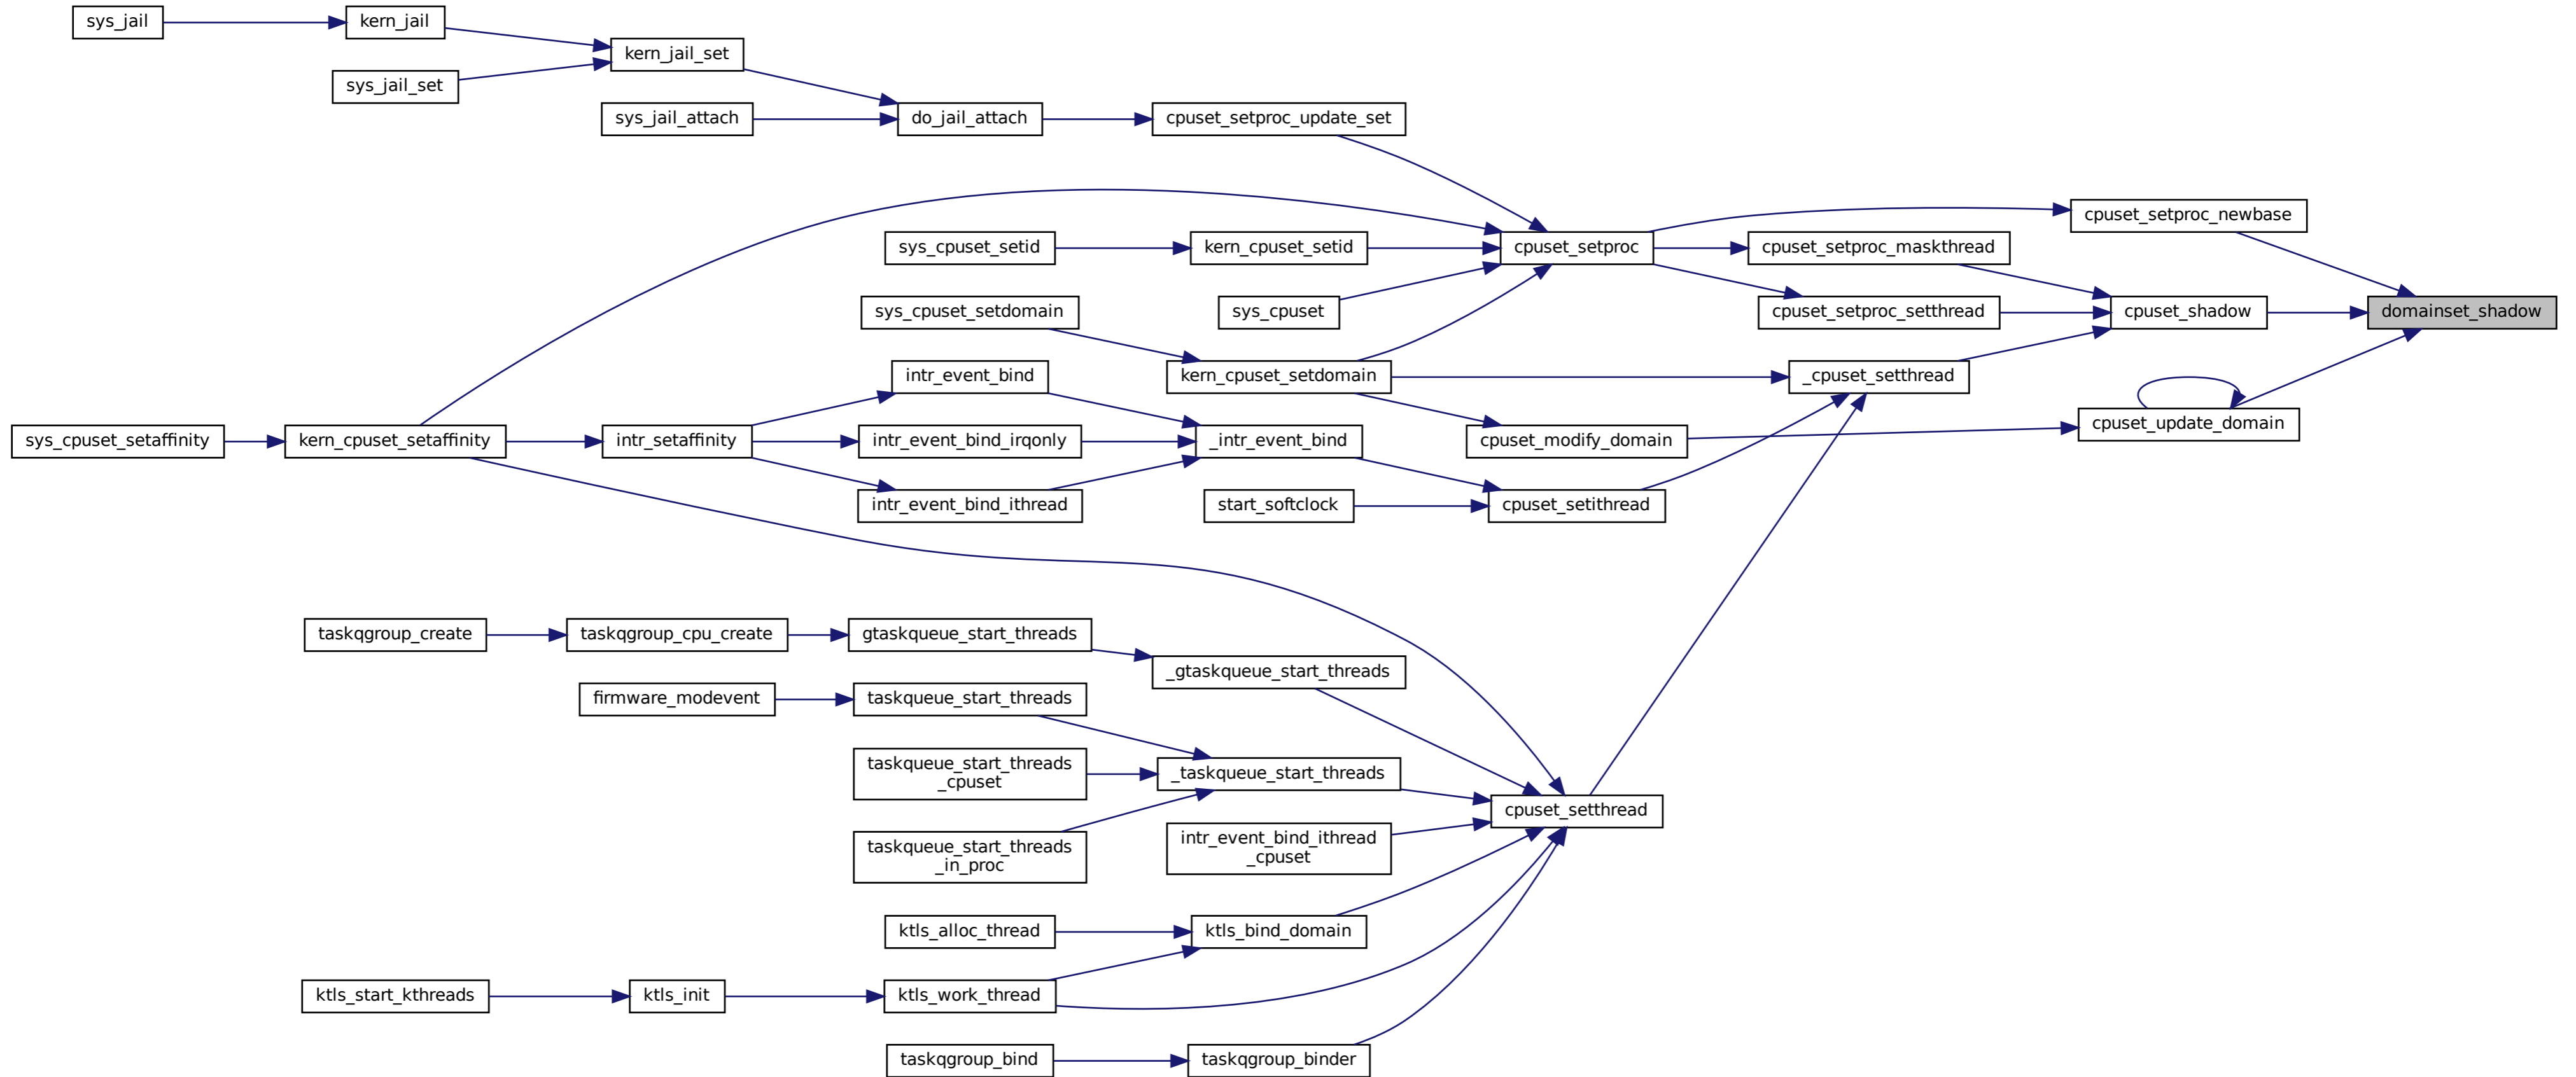 sys_jail
kern_jail
kern_jail_set
sys_jail_set
sys_jail_attach
do_jail_attach
cpuset_setproc_update_set
cpuset_setproc_newbase
sys_cpuset_setid
kern_cpuset_setid
cpuset_setproc
cpuset_setproc_maskthread
sys_cpuset_setdomain
sys_cpuset
cpuset_setproc_setthread
cpuset_shadow
domainset_shadow
intr_event_bind
kern_cpuset_setdomain
_cpuset_setthread
cpuset_update_domain
sys_cpuset_setaffinity
kern_cpuset_setaffinity
intr_setaffinity
intr_event_bind_irqonly
_intr_event_bind
cpuset_modify_domain
intr_event_bind_ithread
start_softclock
cpuset_setithread
taskqgroup_create
taskqgroup_cpu_create
gtaskqueue_start_threads
_gtaskqueue_start_threads
firmware_modevent
taskqueue_start_threads
taskqueue_start_threads
_cpuset
_taskqueue_start_threads
cpuset_setthread
intr_event_bind_ithread
_cpuset
taskqueue_start_threads
_in_proc
ktls_alloc_thread
ktls_bind_domain
ktls_start_kthreads
ktls_init
ktls_work_thread
taskqgroup_bind
taskqgroup_binder